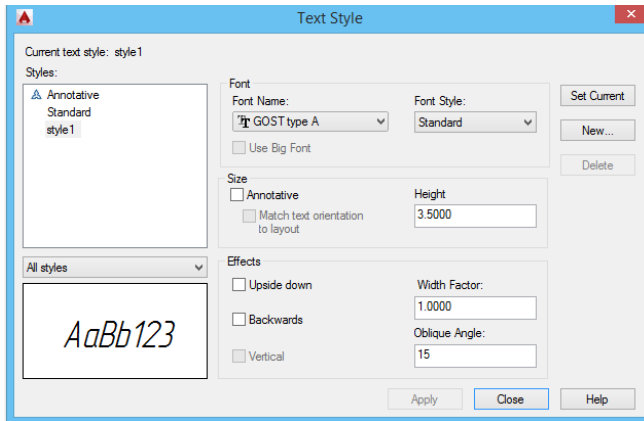 Text Style
Current text style: style1
Styles:
Annotative
Standard
style1
All styles
AaBb123
Font
Font Name:
GOST type A
Font Style:
Standard
Use Big Font
Size
Annotative
Match text orientation
to layout
Height
3.5000
Effects
Upside down
Backwards
Vertical
Width Factor:
1.0000
Oblique Angle:
15
Set Current
New...
Delete
Apply
Close
Help